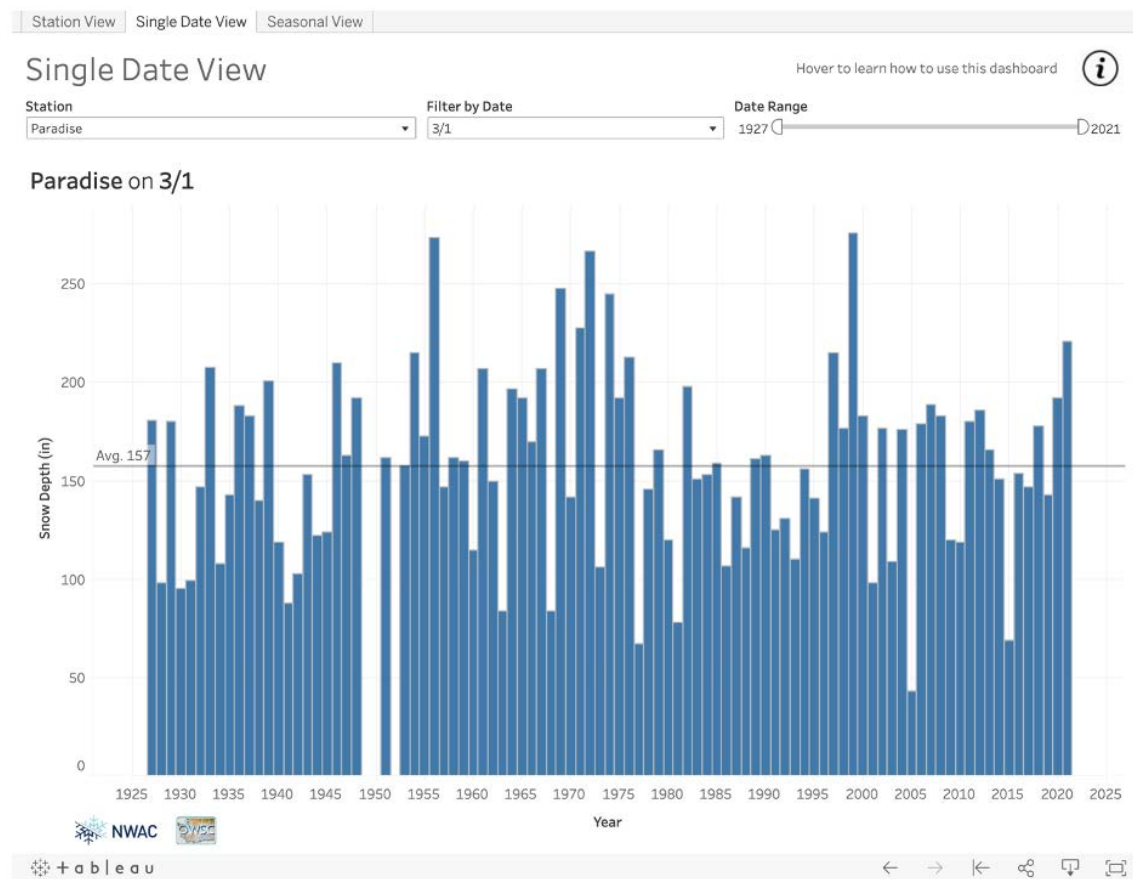 Station View Single Date View Seasonal View
Single Date View
Hover to learn how to use this dashboard i
Station Filter by Date Date Range
Paradise 3/1 1927 2021
Paradise on 3/1
250
200
Avg. 157
150
100
50
0
Snow Depth (in)
1925 1930 1935 1940 1945 1950 1955 1960 1965 1970 1975 1980 1985 1990 1995 2000 2005 2010 2015 2020 2025
Year
NWAC OWSC
+ableau